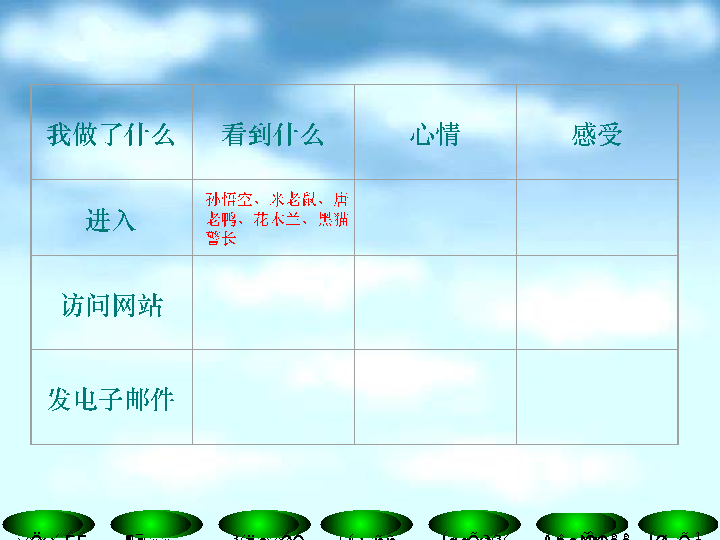 我做了什么 看到什么 心情 感受
进入 孙悟空、米老鼠、唐
老鸭、花木兰、黑猫
警长
访问网站
发电子邮件